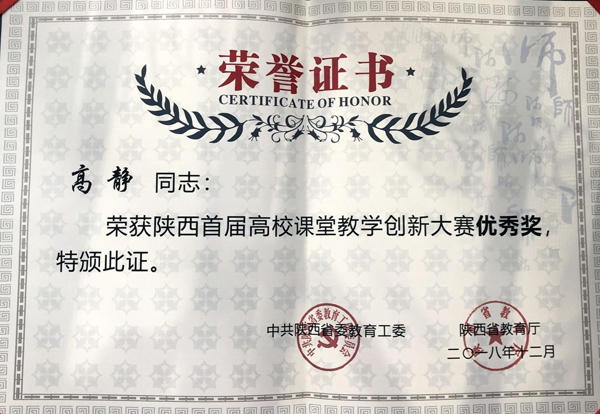 荣誉证书
CERTIFICATE OF HONOR
高静 同志：
荣获陕西首届高校课堂教学创新大赛优秀奖，
特颁此证。
中共陕西省委教育工委 陕西省教育厅
二〇一八年十二月